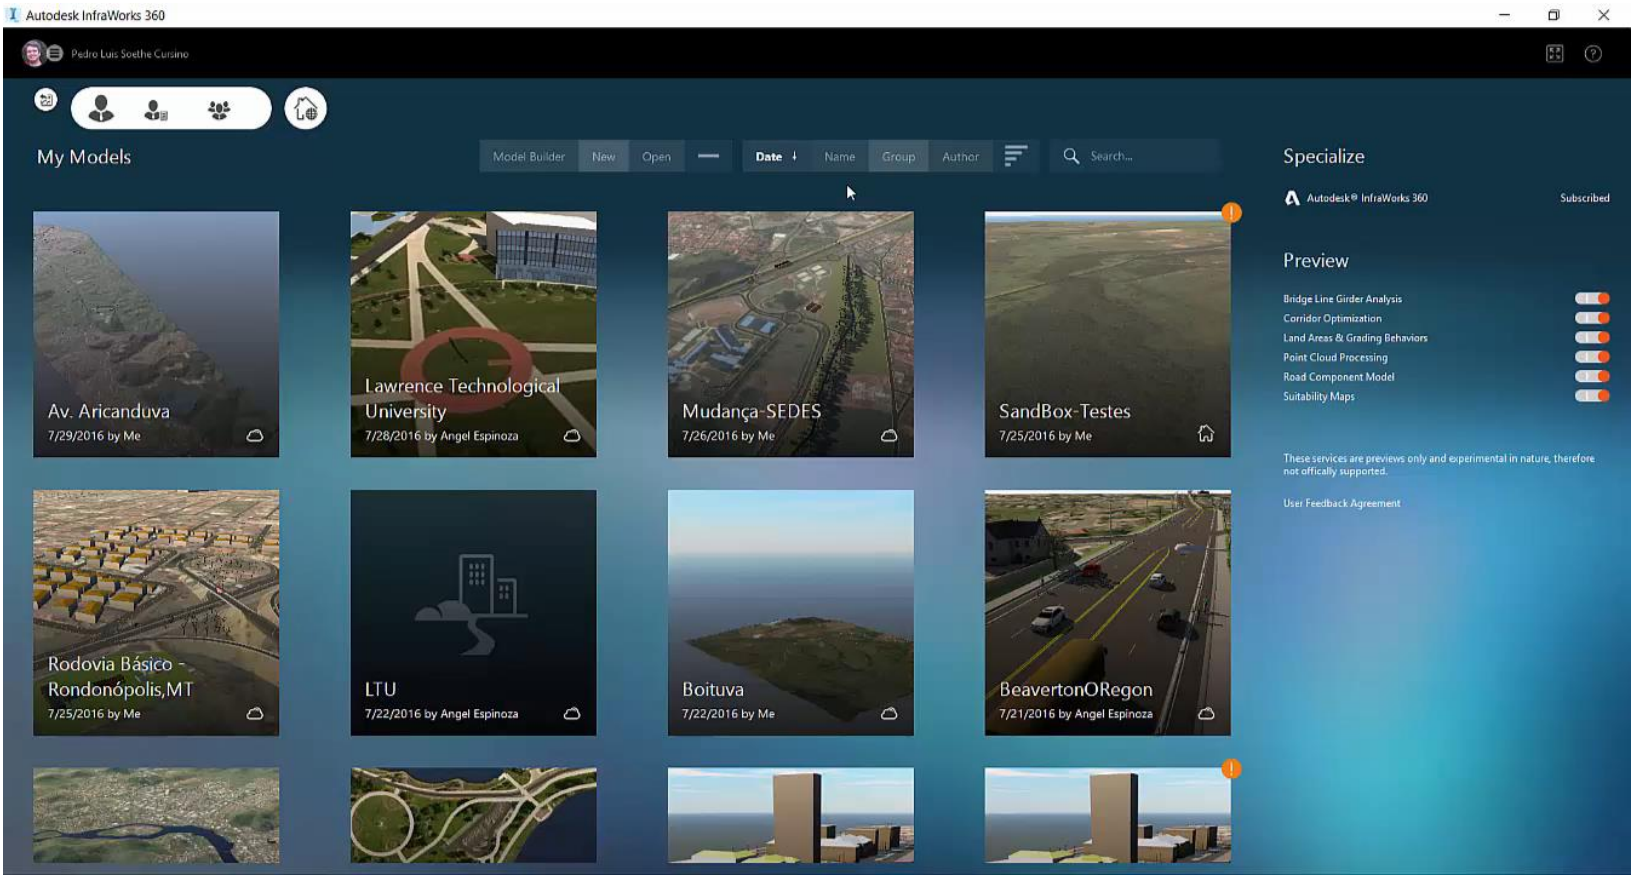 Autodesk InfraWorks 360
Pedro Luis Soethe Cursino
My Models
Model Builder New Open Date ↓ Name Group Author Search...
Av. Aricanduva
7/29/2016 by Me
Lawrence Technological
University
7/28/2016 by Angel Espinoza
Mudança-SEDES
7/26/2016 by Me
SandBox-Testes
7/25/2016 by Me
Rodovia Básico -
Rondonópolis,MT
7/25/2016 by Me
LTU
7/22/2016 by Angel Espinoza
Boituva
7/22/2016 by Me
BeavertonORegon
7/21/2016 by Angel Espinoza
Specialize
Autodesk® InfraWorks 360 Subscribed
Preview
Bridge Line Girder Analysis
Corridor Optimization
Land Areas & Grading Behaviors
Point Cloud Processing
Road Component Model
Suitability Maps
These services are previews only and experimental in nature, therefore
not offically supported.
User Feedback Agreement